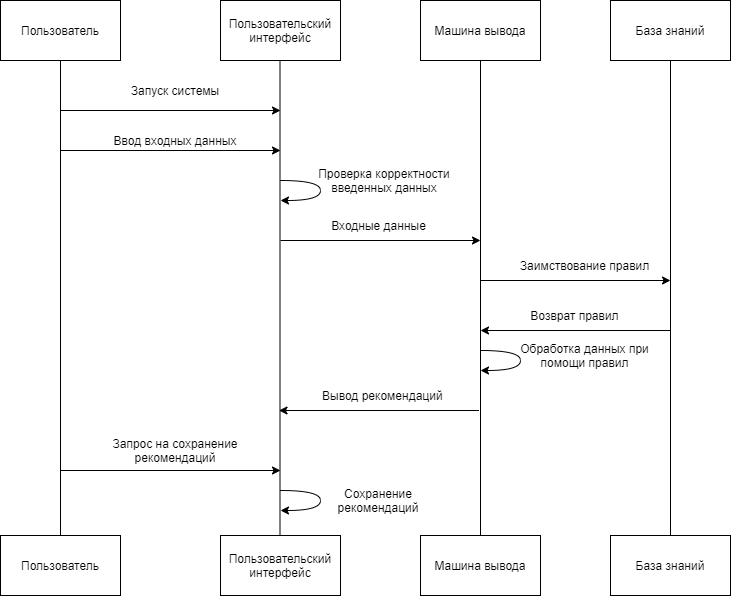 Пользователь
Пользовательский
интерфейс
Машина вывода
База знаний
Запуск системы
Ввод входных данных
Проверка корректности
введенных данных
Входные данные
Заимствование правил
Возврат правил
Обработка данных при
помощи правил
Вывод рекомендаций
Запрос на сохранение
рекомендаций
Сохранение
рекомендаций
Пользователь
Пользовательский
интерфейс
Машина вывода
База знаний